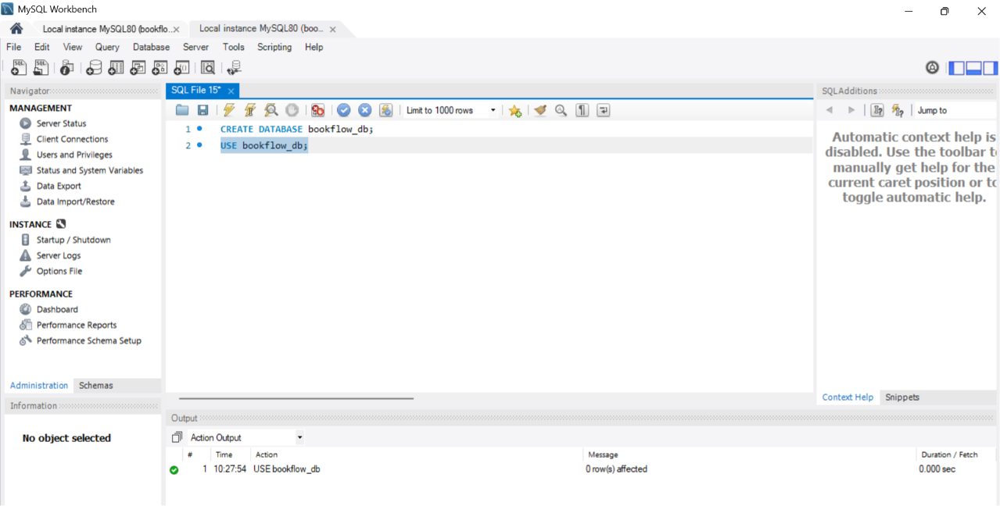 MySQL Workbench
Local instance MySQL80 (bookflo.. Local instance MySQL80 (boo...
File Edit View Query Database Server Tools Scripting Help
Navigator
MANAGEMENT
Server Status
Client Connections
Users and Privileges
Status and System Variables
Data Export
Data Import/Restore
INSTANCE
Startup / Shutdown
Server Logs
Options File
PERFORMANCE
Dashboard
Performance Reports
Performance Schema Setup
Administration Schemas
Information
No object selected
SQL File 15*
Limit to 1000 rows
1 CREATE DATABASE bookflow_db;
2 USE bookflow_db;
SQLAdditions
Jump to
Automatic context help is
disabled. Use the toolbar t
manually get help for the
current caret position or to
toggle automatic help.
Context Help Snippets
Output
Action Output
# Time Action Message Duration / Fetch
1 10:27:54 USE bookflow_db 0 row(s) affected 0.000 sec